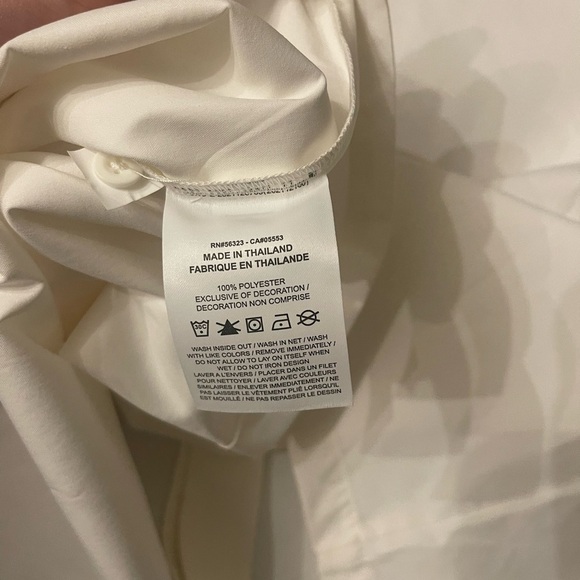 RN#56323 - CA#05553
MADE IN THAILAND
FABRIQUE EN THAILANDE
100% POLYESTER
EXCLUSIVE OF DECORATION /
DECORATION NON COMPRISE
30C
WASH INSIDE OUT / WASH IN NET / WASH
WITH LIKE COLORS / REMOVE IMMEDIATELY /
DO NOT ALLOW TO LAY ON ITSELF WHEN
WET / DO NOT IRON DESIGN
LAVER A L'ENVERS / PLACER DANS UN FILET
POUR NETTOYER / LAVER AVEC COULEURS
SIMILAIRES / ENLEVER IMMEDIATEMENT / NE
PAS LAISSER LE VÊTEMENT PLIÉ LORSQU'IL
EST MOUILLÉ / NE PAS REPASSER LE DESSIN